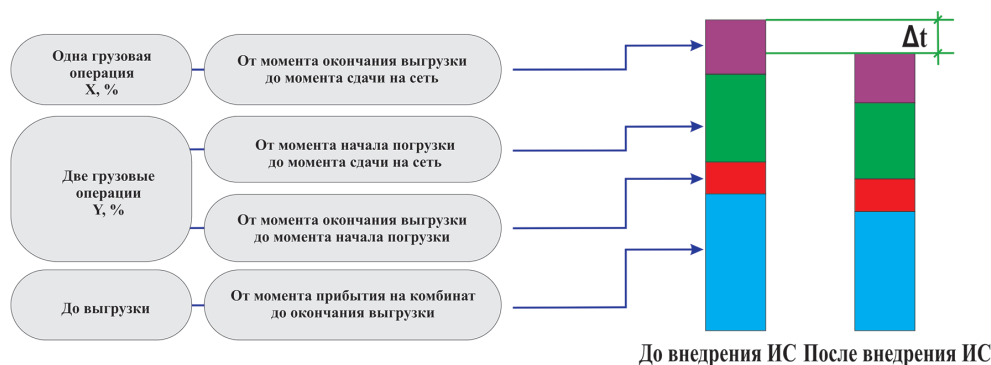 Одна грузовая
операция
X, %
От момента окончания выгрузки
до момента сдачи на сеть
Две грузовые
операции
Y, %
От момента начала погрузки
до момента сдачи на сеть
От момента окончания выгрузки
до момента начала погрузки
До выгрузки
От момента прибытия на комбинат
до окончания выгрузки
Δt
До внедрения ИС
После внедрения ИС